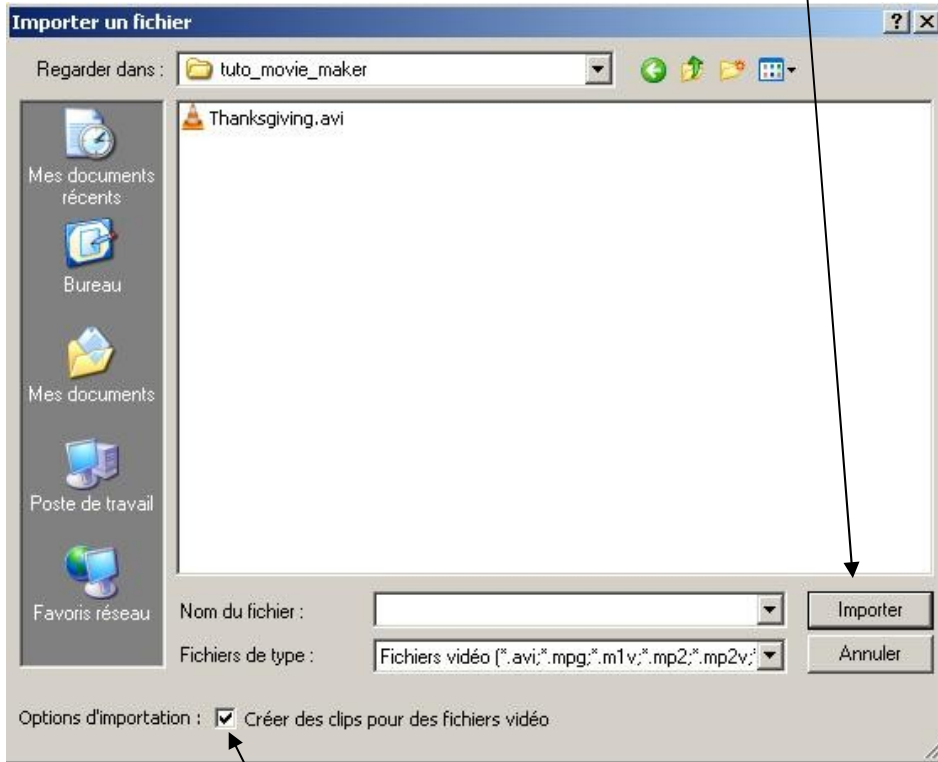 Importer un fichier
Regarder dans :
tuto_movie_maker
Thanksgiving.avi
Mes documents
récents
Bureau
Mes documents
Poste de travail
Favoris réseau
Nom du fichier :
Importer
Fichiers de type :
Fichiers vidéo (*.avi;*.mpg;*.m1v;*.mp2;*.mp2v;*
Annuler
Options d'importation :
Créer des clips pour des fichiers vidéo